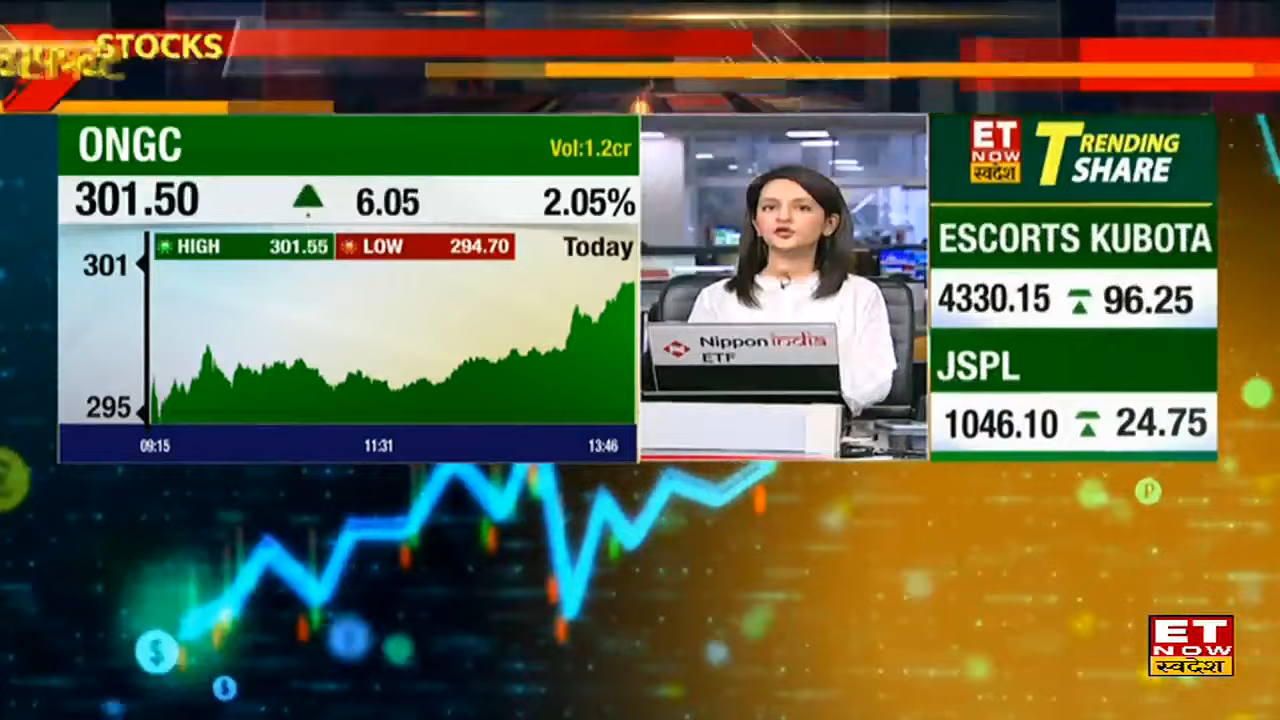 STOCKS
ONGC
Vol:1.2cr
301.50 6.05 2.05%
HIGH 301.55 LOW 294.70 Today
301
295
09:15 11:31 13:46
Nippon india
ETF
ET
NOW
स्वदेश
TRENDING
SHARE
ESCORTS KUBOTA
4330.15 96.25
JSPL
1046.10 24.75
P
$
$
ET
NOW
स्वदेश